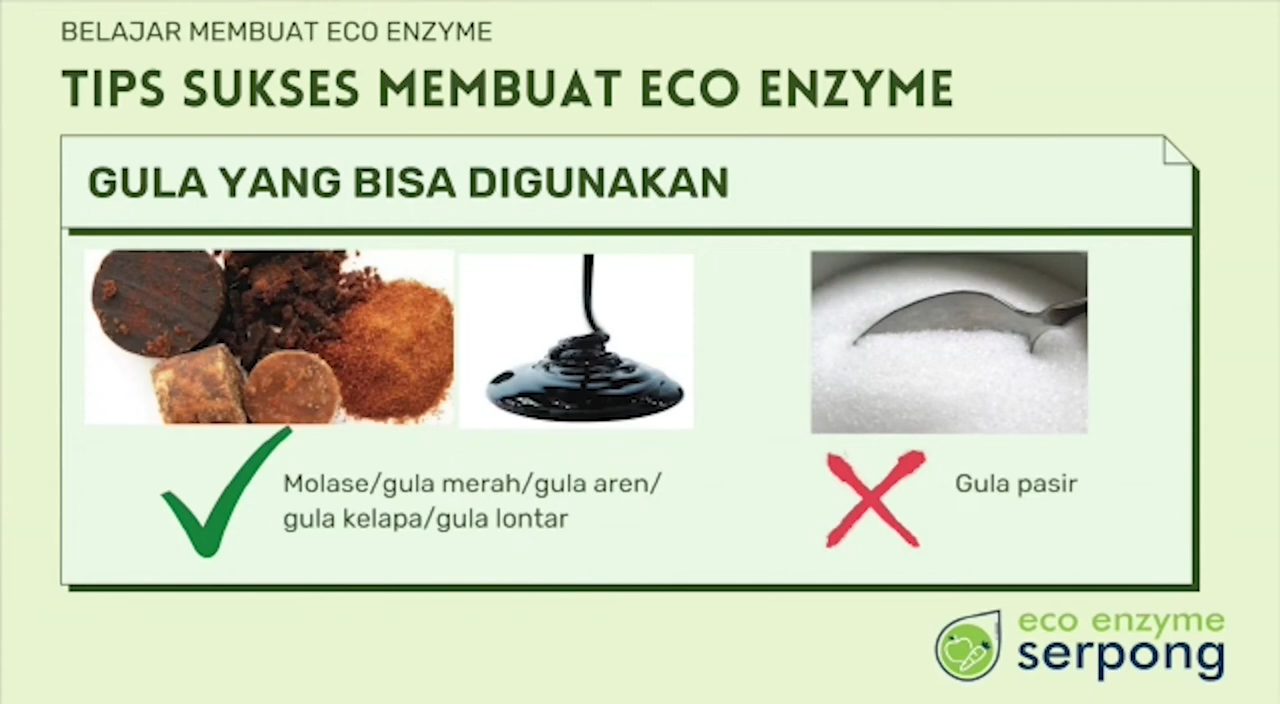 BELAJAR MEMBUAT ECO ENZYME
TIPS SUKSES MEMBUAT ECO ENZYME
GULA YANG BISA DIGUNAKAN
Molase/gula merah/gula aren/
gula kelapa/gula lontar
Gula pasir
eco enzyme
serpong